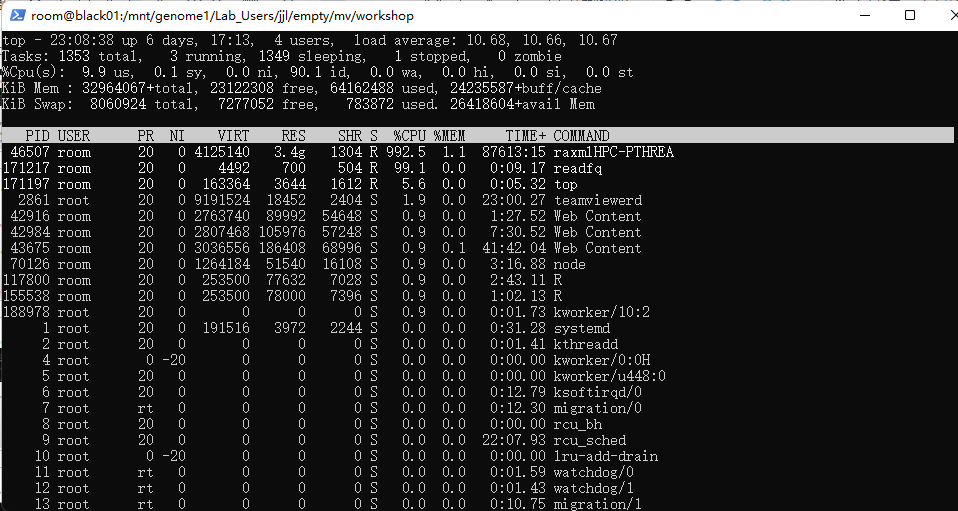 room@black01:/mnt/genome1/Lab_Users/jjl/empty/mv/workshop
top - 23:08:38 up 6 days, 17:13,  4 users,  load average: 10.68, 10.66, 10.67
Tasks: 1353 total,   3 running, 1349 sleeping,   1 stopped,   0 zombie
%Cpu(s):  9.9 us,  0.1 sy,  0.0 ni, 90.1 id,  0.0 wa,  0.0 hi,  0.0 si,  0.0 st
KiB Mem : 32964067+total, 23122308 free, 64162488 used, 24235587+buff/cache
KiB Swap:  8060924 total,  7277052 free,   783872 used. 26418604+avail Mem
PID USER PR NI VIRT RES SHR S %CPU %MEM TIME+ COMMAND
46507 room 20 0 4125140 3.4g 1304 R 992.5 1.1 87613:15 raxmlHPC-PTHREA
171217 room 20 0 4492 700 504 R 99.1 0.0 0:09.17 readfq
171197 room 20 0 163364 3644 1612 R 5.6 0.0 0:05.32 top
2861 root 20 0 9191524 18452 2404 S 1.9 0.0 23:00.27 teamviewerd
42916 room 20 0 2763740 89992 54648 S 0.9 0.0 1:27.52 Web Content
42984 room 20 0 2807468 105976 57248 S 0.9 0.0 7:30.52 Web Content
43675 room 20 0 3036556 186408 68996 S 0.9 0.1 41:42.04 Web Content
70126 room 20 0 1264184 51540 16108 S 0.9 0.0 3:16.88 node
117800 room 20 0 253500 77632 7028 S 0.9 0.0 2:43.11 R
155538 room 20 0 253500 78000 7396 S 0.9 0.0 1:02.13 R
188978 root 20 0 0 0 0 S 0.9 0.0 0:01.73 kworker/10:2
1 root 20 0 191516 3972 2244 S 0.0 0.0 0:31.28 systemd
2 root 20 0 0 0 0 S 0.0 0.0 0:01.41 kthreadd
4 root 0 -20 0 0 0 S 0.0 0.0 0:00.00 kworker/0:0H
5 root 20 0 0 0 0 S 0.0 0.0 0:00.00 kworker/u448:0
6 root 20 0 0 0 0 S 0.0 0.0 0:12.79 ksoftirqd/0
7 root rt 0 0 0 0 S 0.0 0.0 0:12.30 migration/0
8 root 20 0 0 0 0 S 0.0 0.0 0:00.00 rcu_bh
9 root 20 0 0 0 0 S 0.0 0.0 22:07.93 rcu_sched
10 root 0 -20 0 0 0 S 0.0 0.0 0:00.00 lru-add-drain
11 root rt 0 0 0 0 S 0.0 0.0 0:01.59 watchdog/0
12 root rt 0 0 0 0 S 0.0 0.0 0:01.43 watchdog/1
13 root rt 0 0 0 0 S 0.0 0.0 0:10.75 migration/1